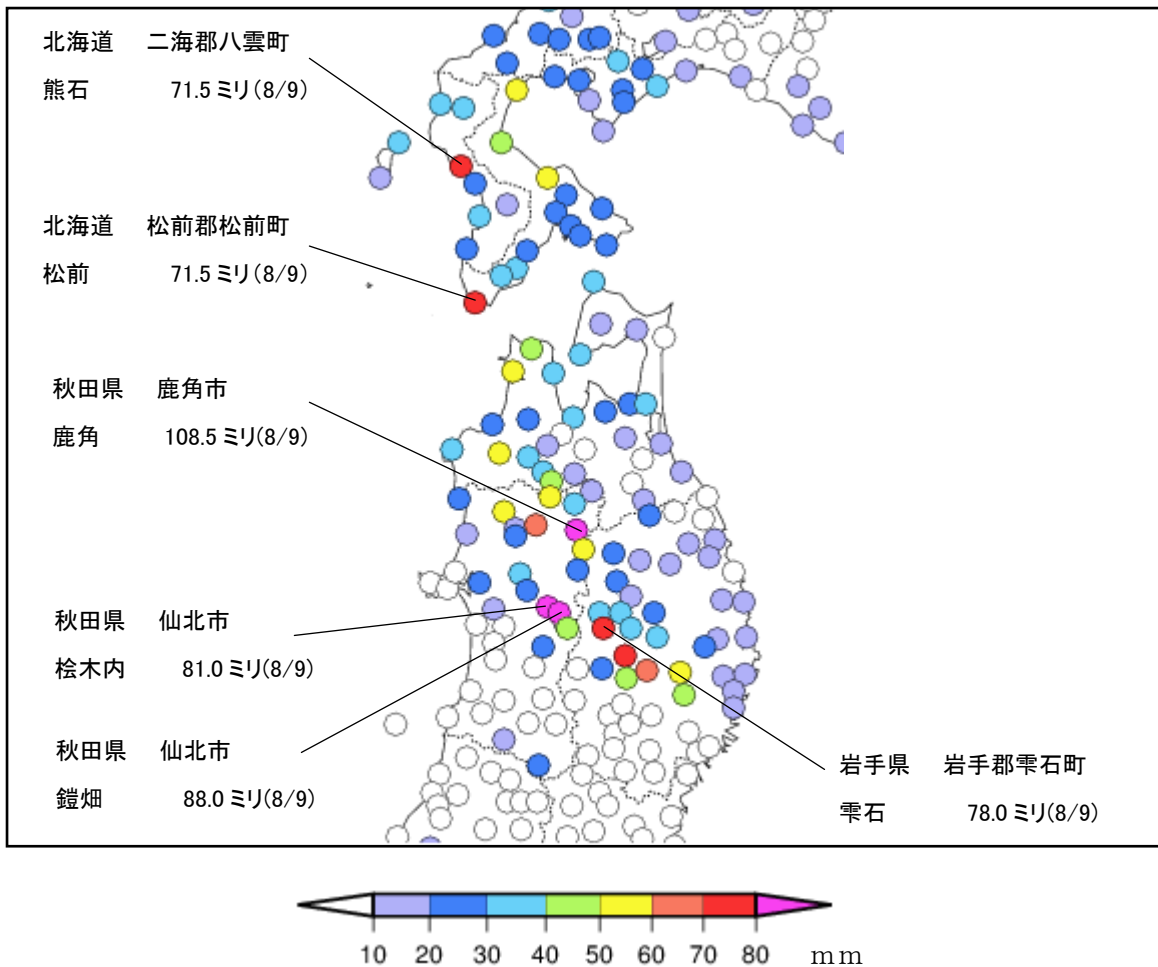 北海道 二海郡八雲町
熊石 71.5 ミリ(8/9)
北海道 松前郡松前町
松前 71.5 ミリ(8/9)
秋田県 鹿角市
鹿角 108.5 ミリ(8/9)
秋田県 仙北市
桧木内 81.0 ミリ(8/9)
秋田県 仙北市
鎧畑 88.0 ミリ(8/9)
岩手県 岩手郡雫石町
雫石 78.0 ミリ(8/9)
10 20 30 40 50 60 70 80 mm